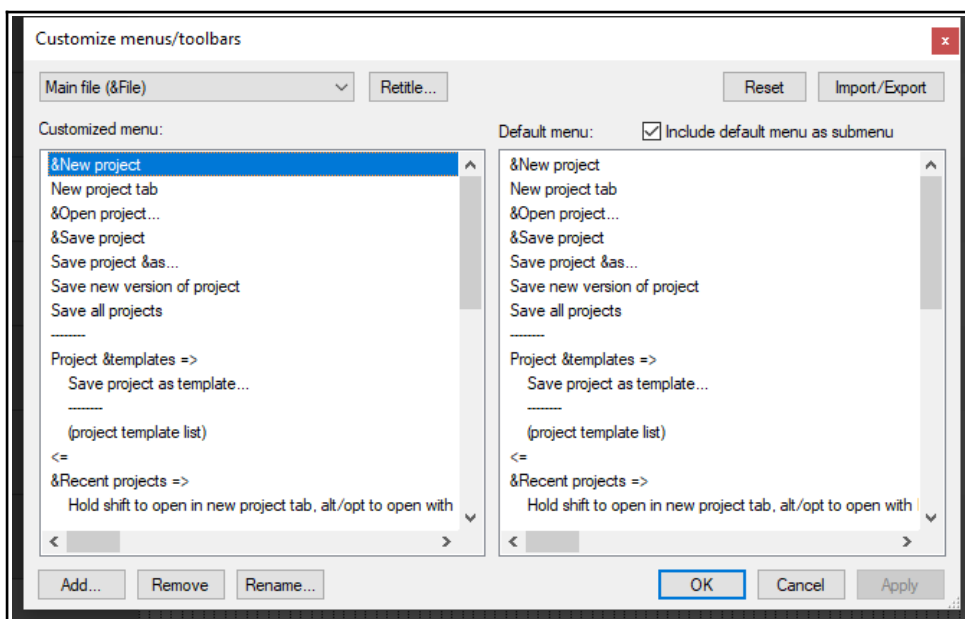 Customize menus/toolbars
x
Main file (&File)
Retitle...
Reset
Import/Export
Customized menu:
Default menu:
Include default menu as submenu
&New project
New project tab
&Open project...
&Save project
Save project &as...
Save new version of project
Save all projects
--------
Project &templates =>
Save project as template...
--------
(project template list)
<=
&Recent projects =>
Hold shift to open in new project tab, alt/opt to open with
&New project
New project tab
&Open project...
&Save project
Save project &as...
Save new version of project
Save all projects
--------
Project &templates =>
Save project as template...
--------
(project template list)
<=
&Recent projects =>
Hold shift to open in new project tab, alt/opt to open with
Add...
Remove
Rename...
OK
Cancel
Apply